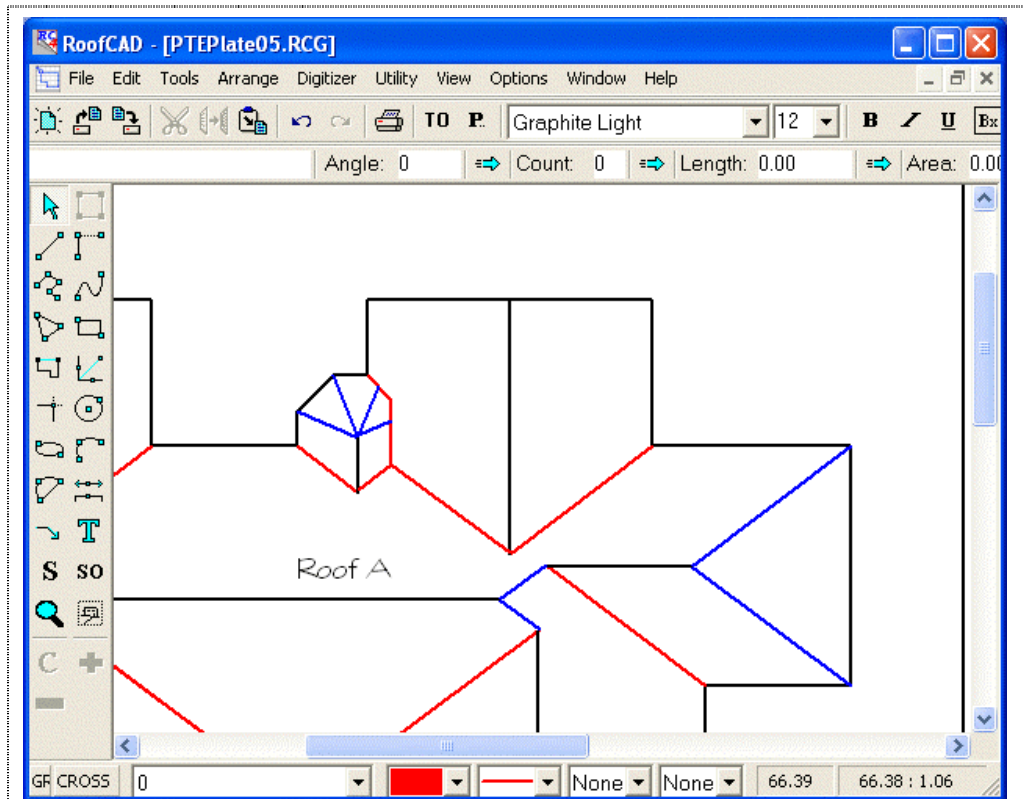 RoofCAD - [PTEPlate05.RCG]
File Edit Tools Arrange Digitizer Utility View Options Window Help
TO P. Graphite Light 12 B I U Bx
Angle: 0 Count: 0 Length: 0.00 Area: 0.00
T
S SO
C
Roof A
GR CROSS 0 None None 66.39 66.38 : 1.06